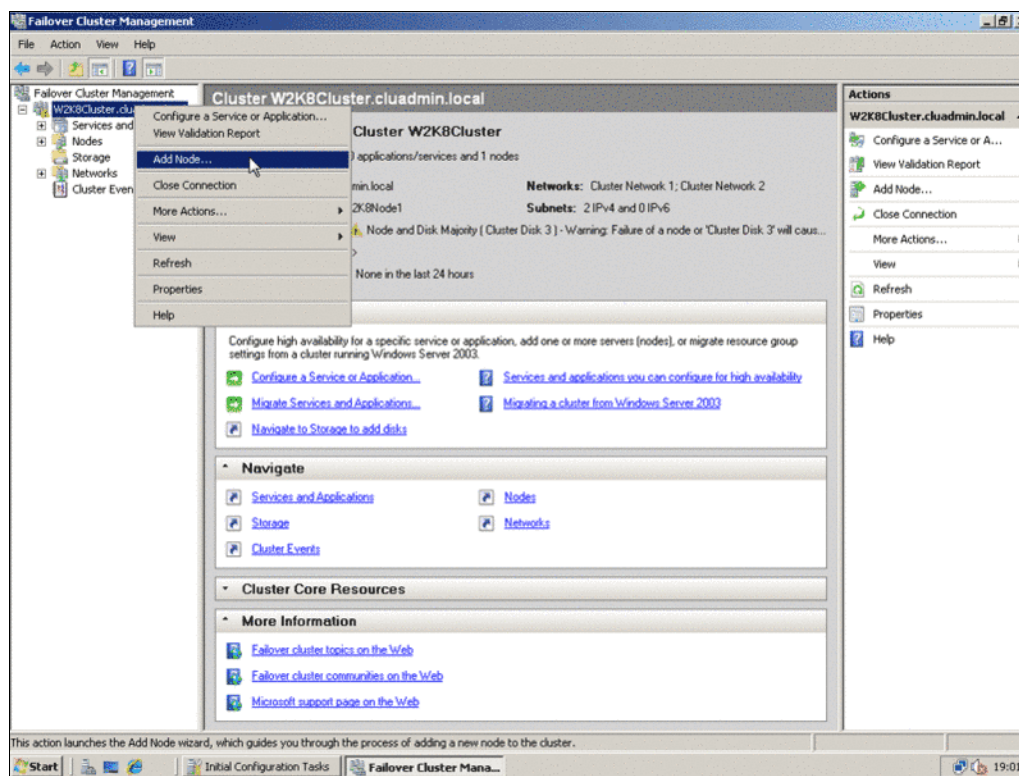 Failover Cluster Management
File Action View Help
Failover Cluster Management
W2K8Cluster.clu
Services and
Nodes
Storage
Networks
Cluster Even
Configure a Service or Application...
View Validation Report
Add Node...
Close Connection
More Actions...
View
Refresh
Properties
Help
Cluster W2K8Cluster.cluadmin.local
Cluster W2K8Cluster
applications/services and 1 nodes
min.local Networks: Cluster Network 1; Cluster Network 2
2K8Node1 Subnets: 2 IPv4 and 0 IPv6
Node and Disk Majority ( Cluster Disk 3 ) - Warning: Failure of a node or 'Cluster Disk 3' will caus...
>
None in the last 24 hours
Configure high availability for a specific service or application, add one or more servers (nodes), or migrate resource group
settings from a cluster running Windows Server 2003.
Configure a Service or Application... Services and applications you can configure for high availability
Migrate Services and Applications... Migrating a cluster from Windows Server 2003
Navigate to Storage to add disks
Navigate
Services and Applications Nodes
Storage Networks
Cluster Events
Cluster Core Resources
More Information
Failover cluster topics on the Web
Failover cluster communities on the Web
Microsoft support page on the Web
Actions
W2K8Cluster.cluadmin.local
Configure a Service or A...
View Validation Report
Add Node...
Close Connection
More Actions...
View
Refresh
Properties
Help
This action launches the Add Node wizard, which guides you through the process of adding a new node to the cluster.
Start Initial Configuration Tasks Failover Cluster Mana... 19:01